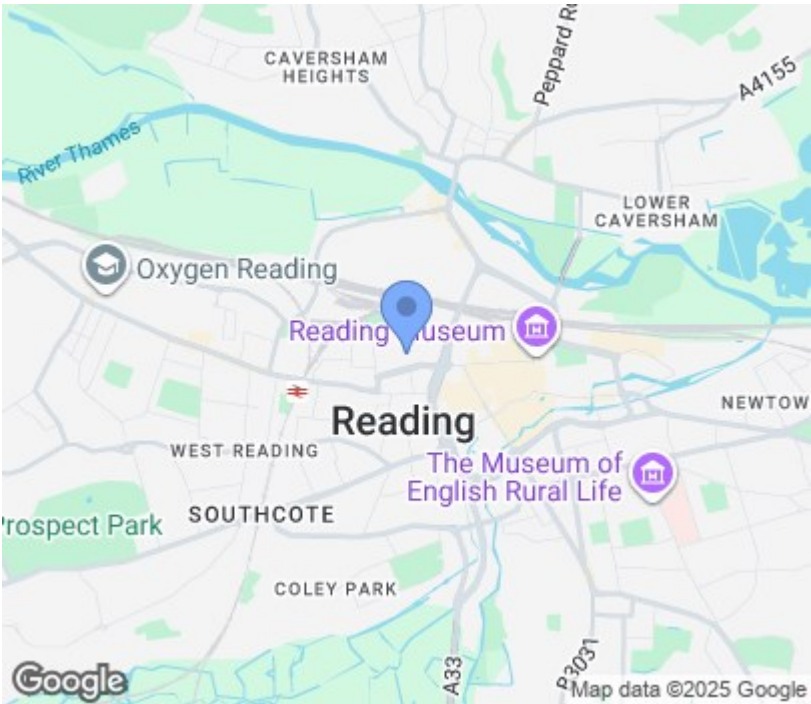 CAVERSHAM
HEIGHTS
Peppard Ro
A4155
River Thames
LOWER
CAVERSHAM
Oxygen Reading
Reading Museum
Reading
NEWTOW
WEST READING
The Museum of
English Rural Life
SOUTHCOTE
Prospect Park
COLEY PARK
A33
B3031
Google
Map data ©2025 Google